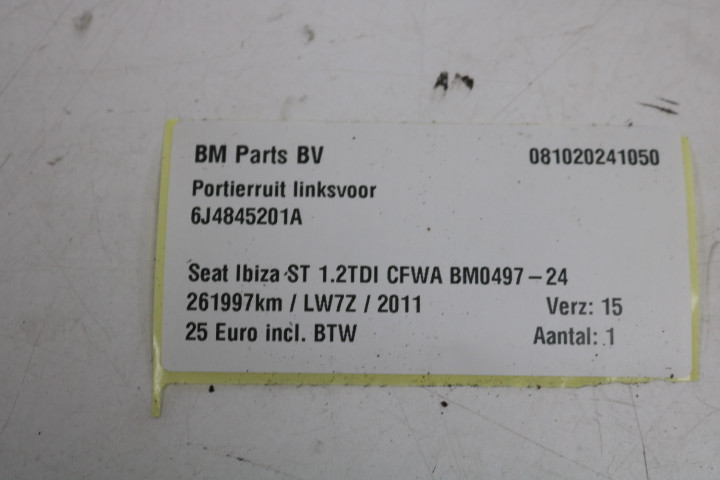 BM Parts BV 081020241050
Portierruit linksvoor
6J4845201A
Seat Ibiza ST 1.2TDI CFWA BM0497-24
261997km / LW7Z / 2011 Verz: 15
25 Euro incl. BTW Aantal: 1